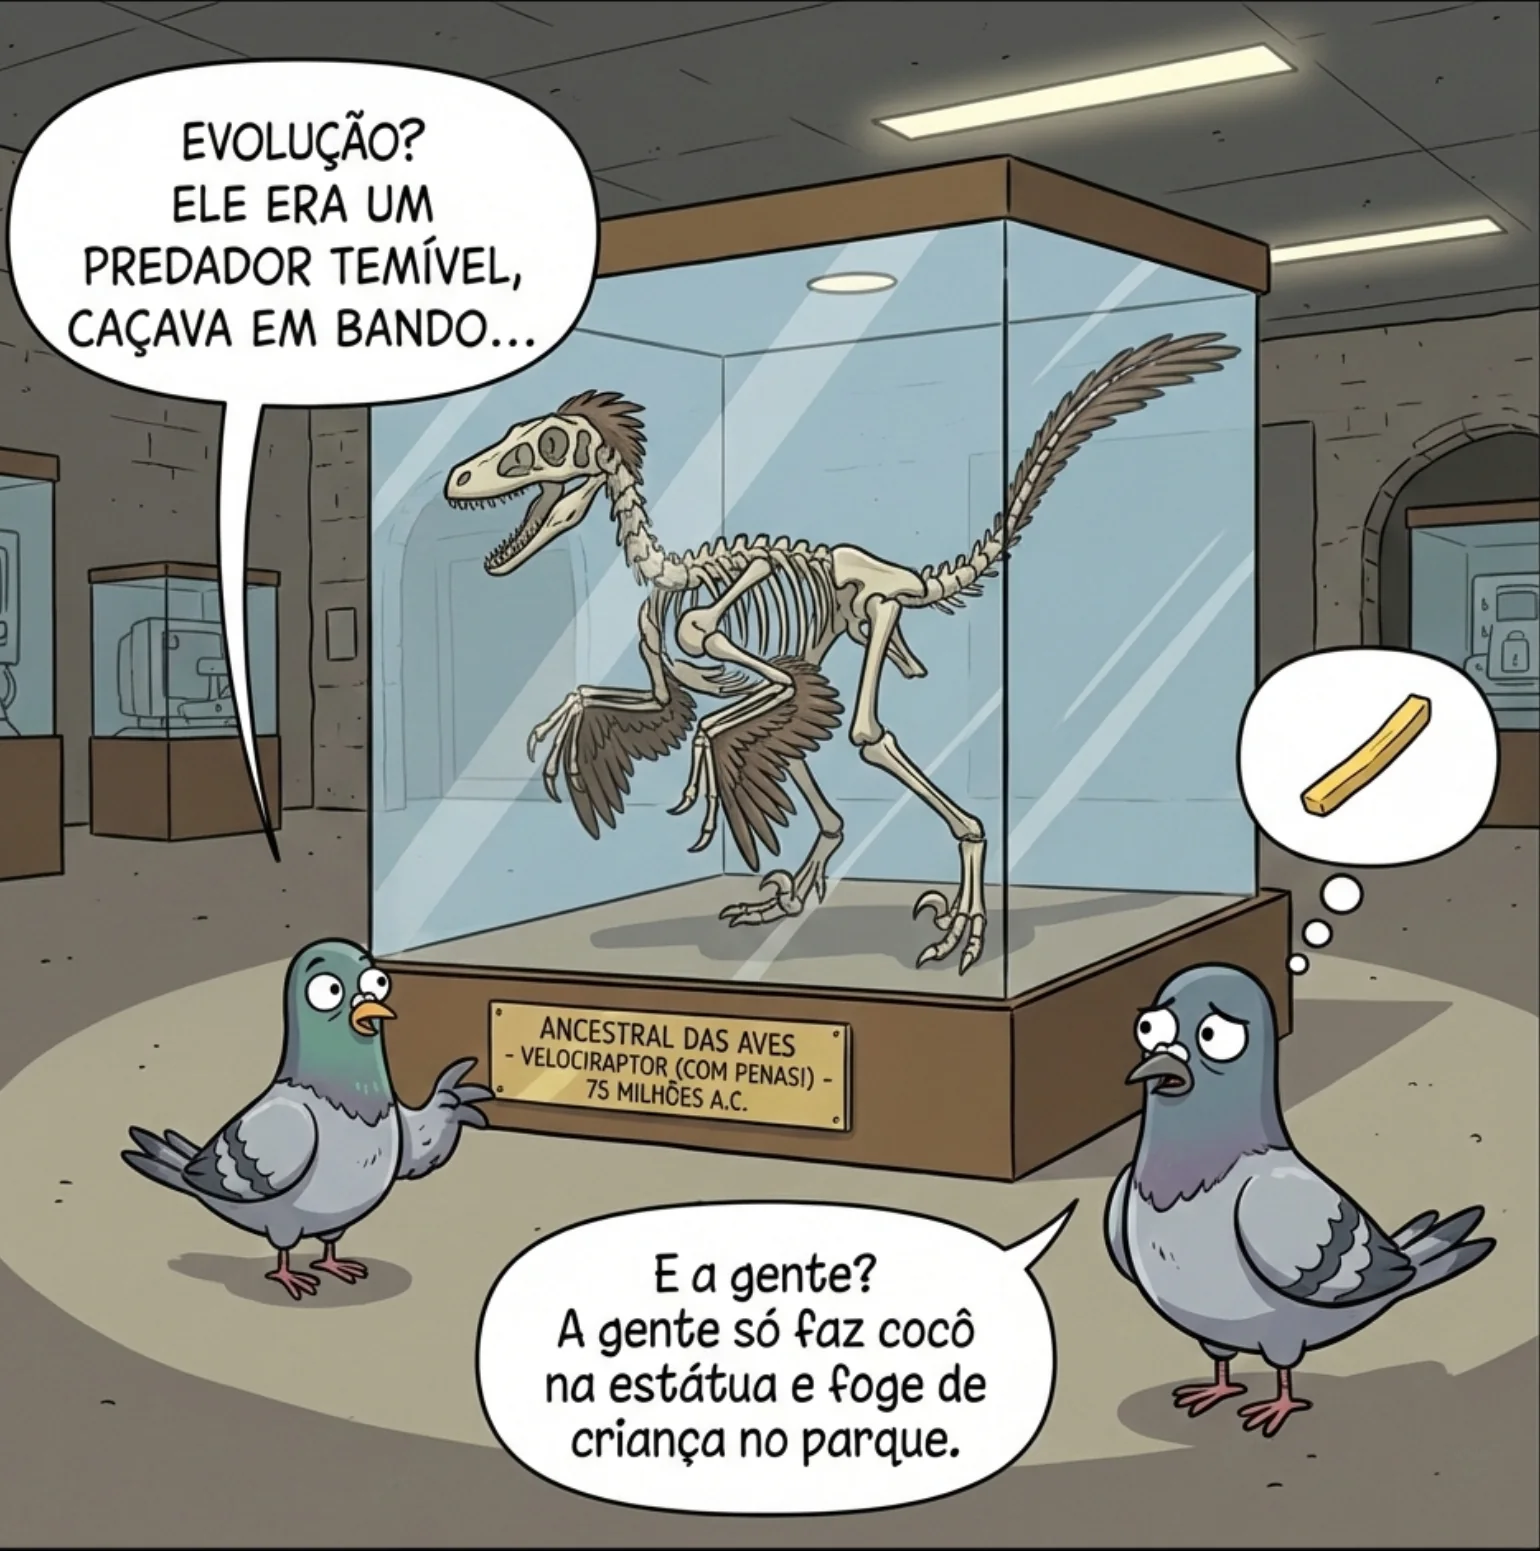 EVOLUÇÃO?
ELE ERA UM
PREDADOR TEMÍVEL,
CAÇAVA EM BANDO...
ANCESTRAL DAS AVES
- VELOCIRAPTOR (COM PENAS!) -
75 MILHÕES A.C.
E a gente?
A gente só faz cocô
na estátua e foge de
criança no parque.